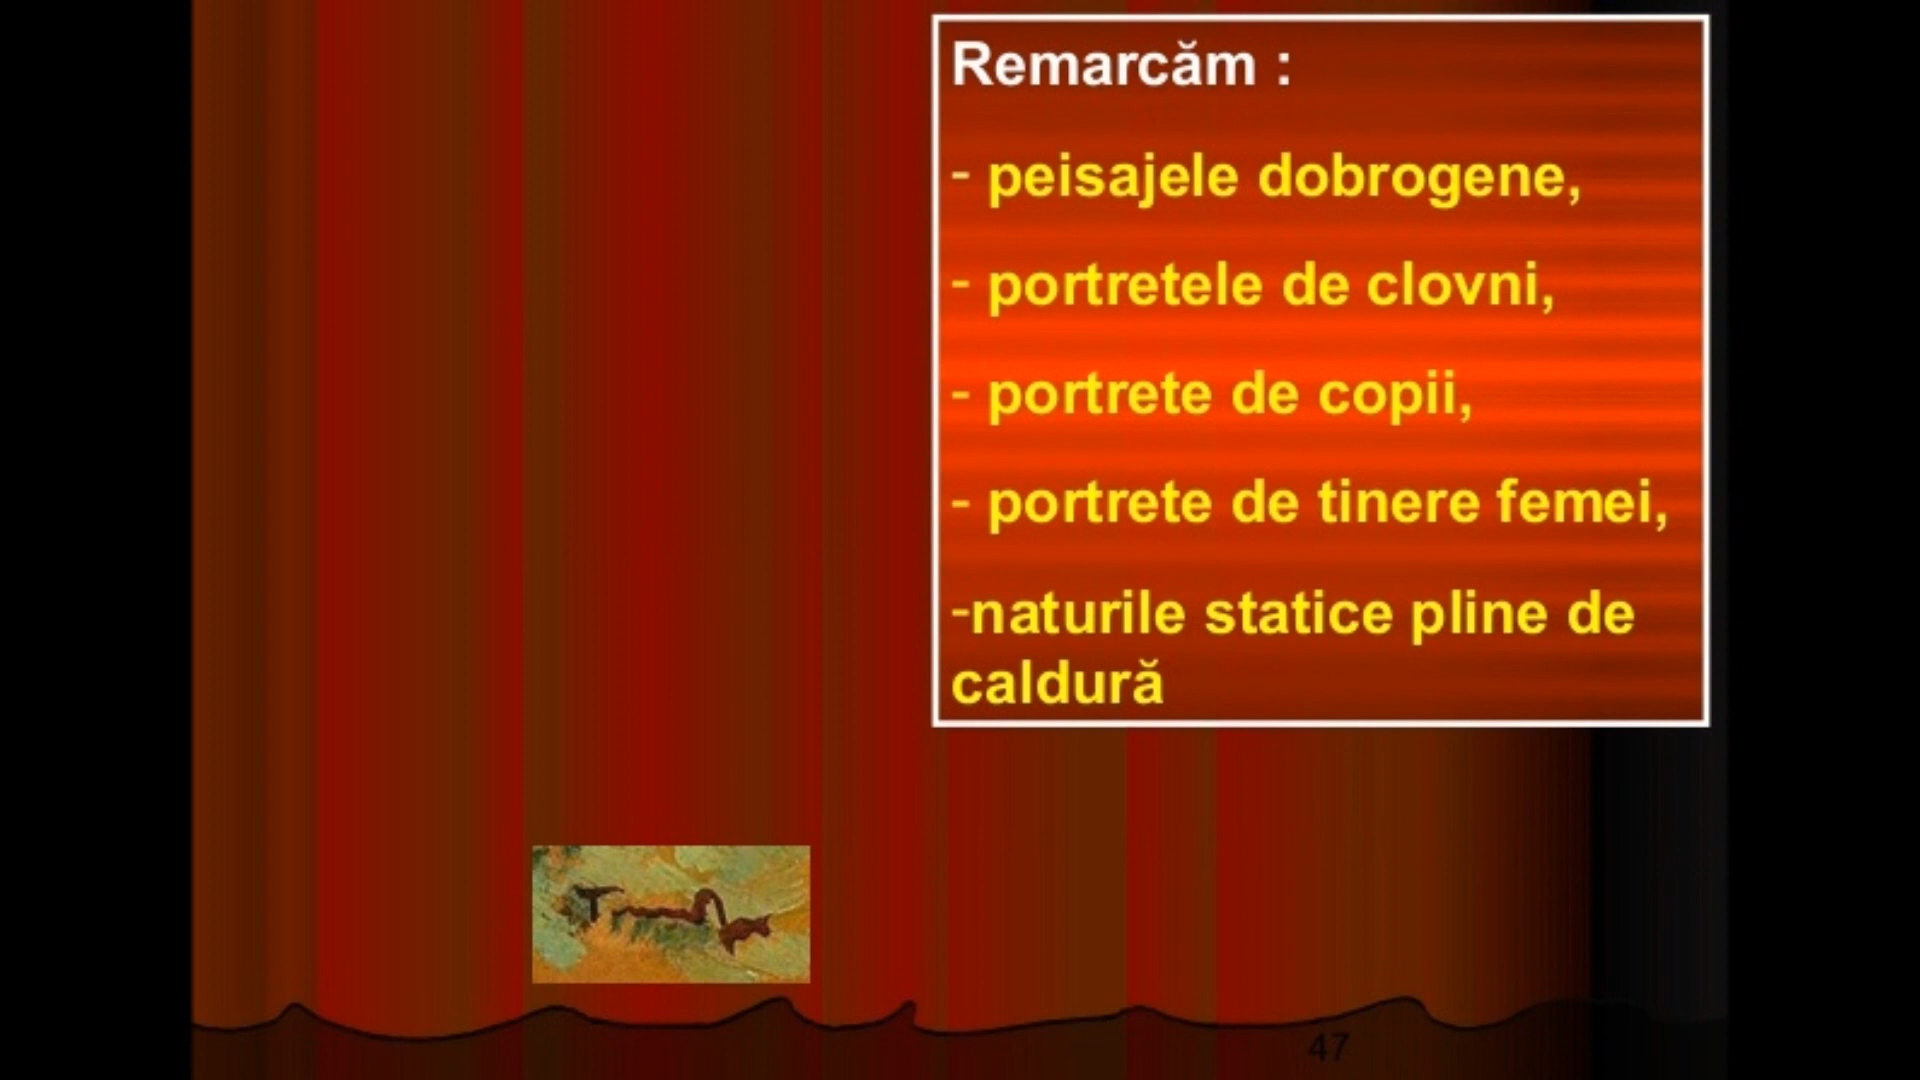 Remarcăm :
- peisajele dobrogene,
- portretele de clovni,
- portrete de copii,
- portrete de tinere femei,
-naturile statice pline de
caldură
47